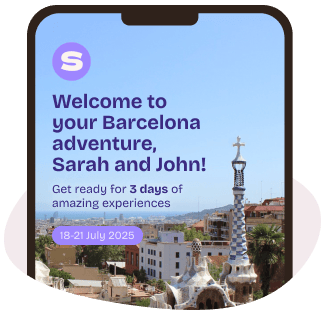 S
Welcome to
your Barcelona
adventure,
Sarah and John!
Get ready for 3 days of
amazing experiences
18-21 July 2025